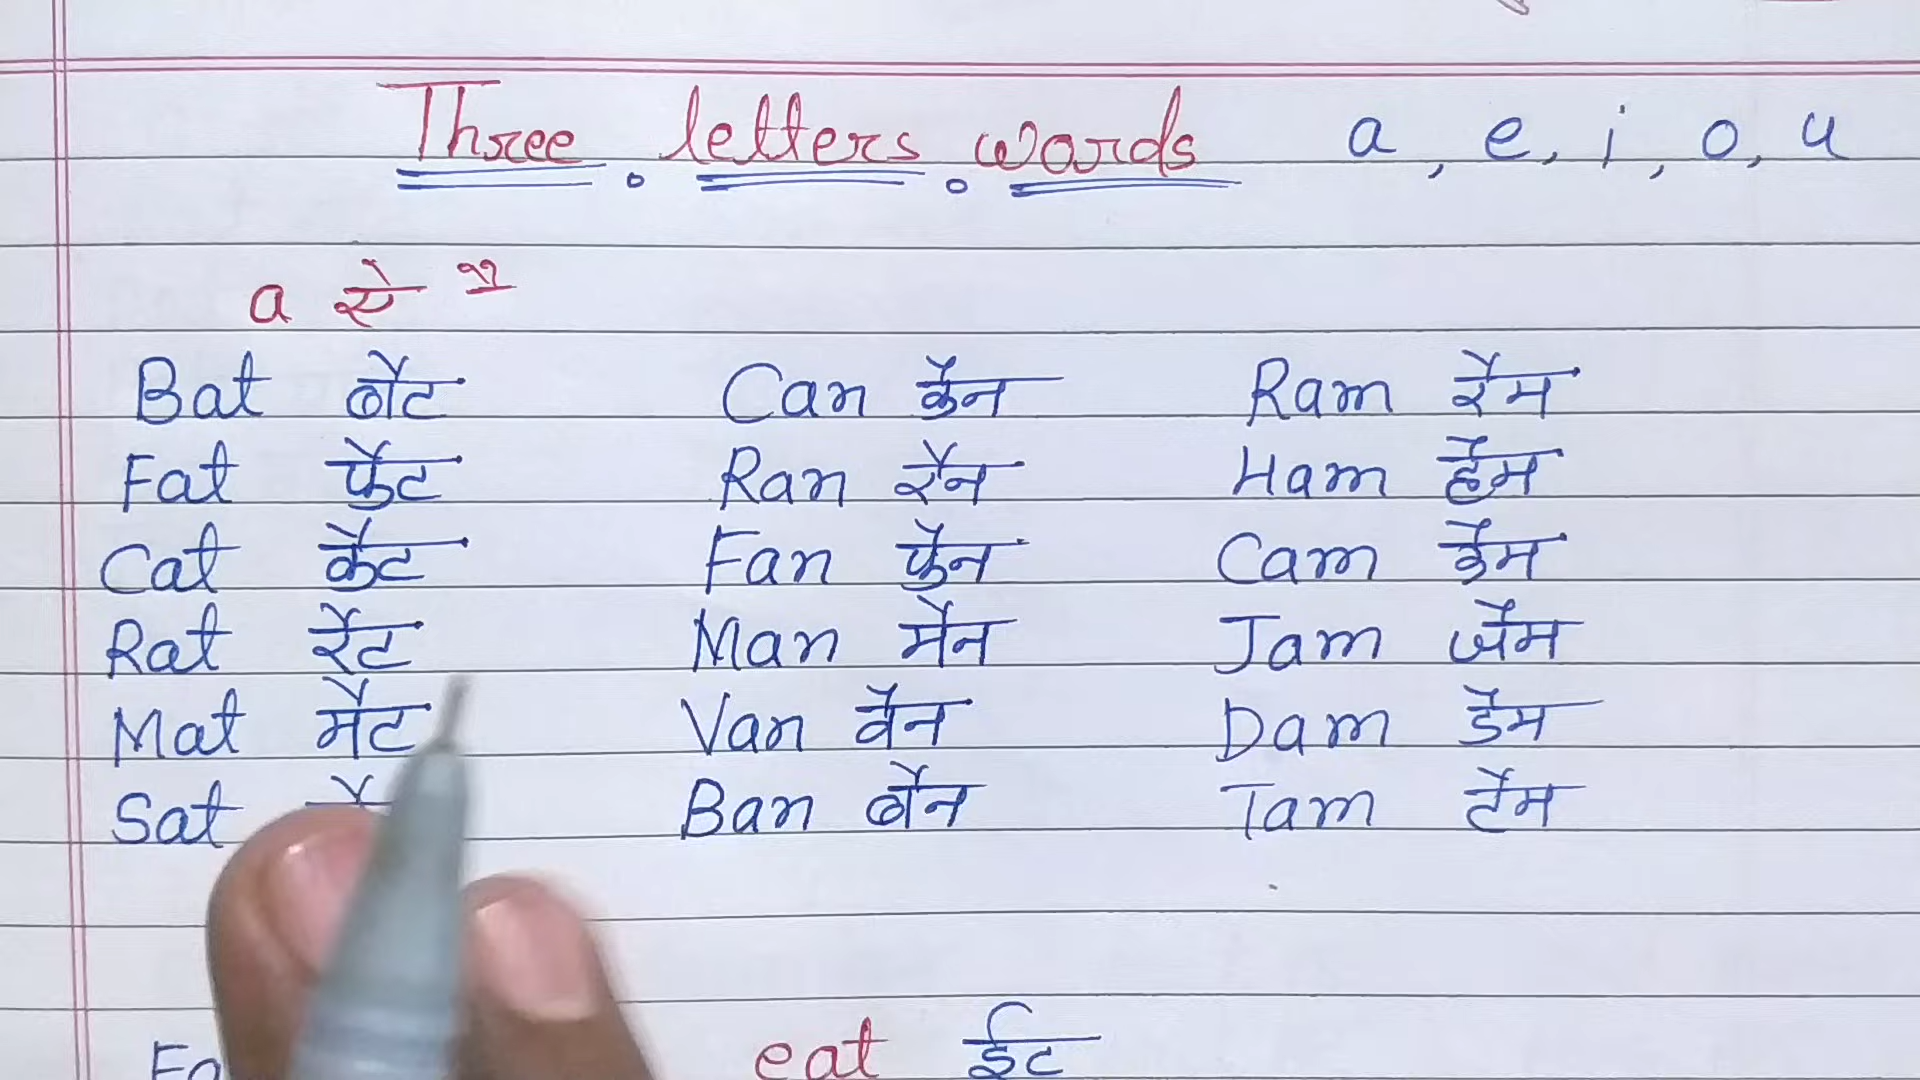 Three letters words a, e, i, o, u
a से
Bat बैट Can कैन Ram रैम
Fat फैट Ran रैन Ham हैम
Cat कैट Fan फैन Cam कैम
Rat रैट Man मैन Jam जैम
Mat मैट Van वैन Dam डैम
Sat Ban बैन Tam टैम
eat ईट